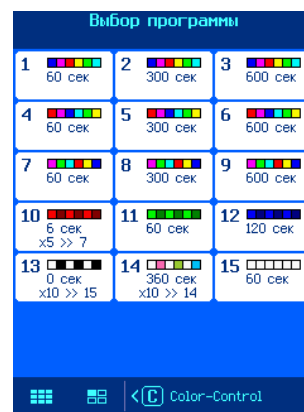 Выбор программы
1
60 сек
2
300 сек
3
600 сек
4
60 сек
5
300 сек
6
600 сек
7
60 сек
8
300 сек
9
600 сек
10
6 сек
x5 >> 7
11
60 сек
12
120 сек
13
0 сек
x10 >> 15
14
360 сек
x10 >> 14
15
60 сек
<C Color-Control